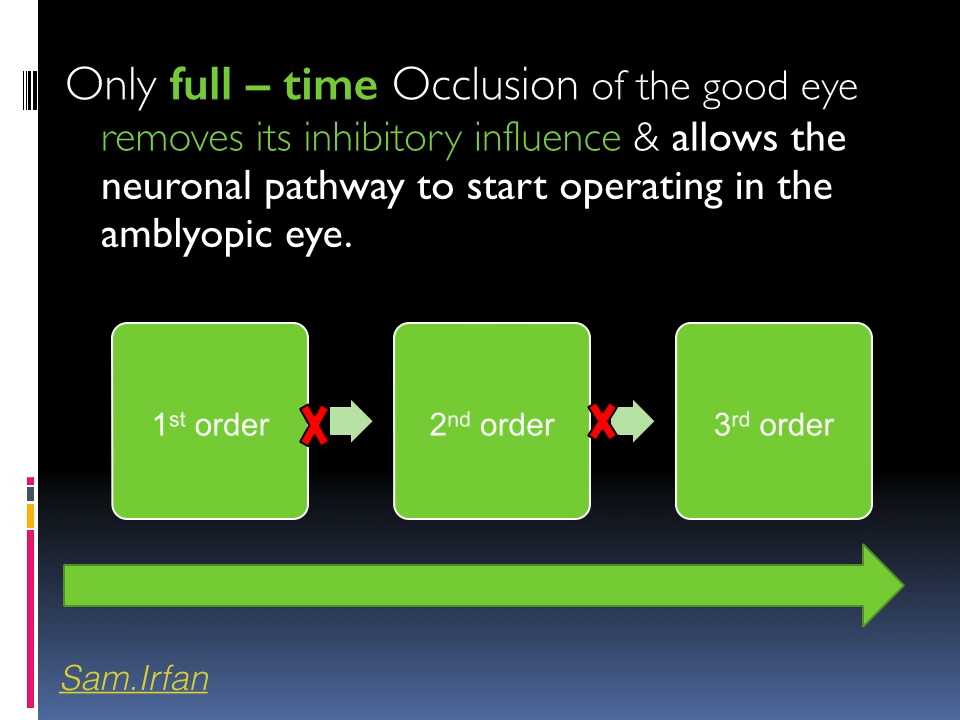 Only full – time Occlusion of the good eye
removes its inhibitory influence & allows the
neuronal pathway to start operating in the
amblyopic eye.
1st order
2nd order
3rd order
Sam.Irfan